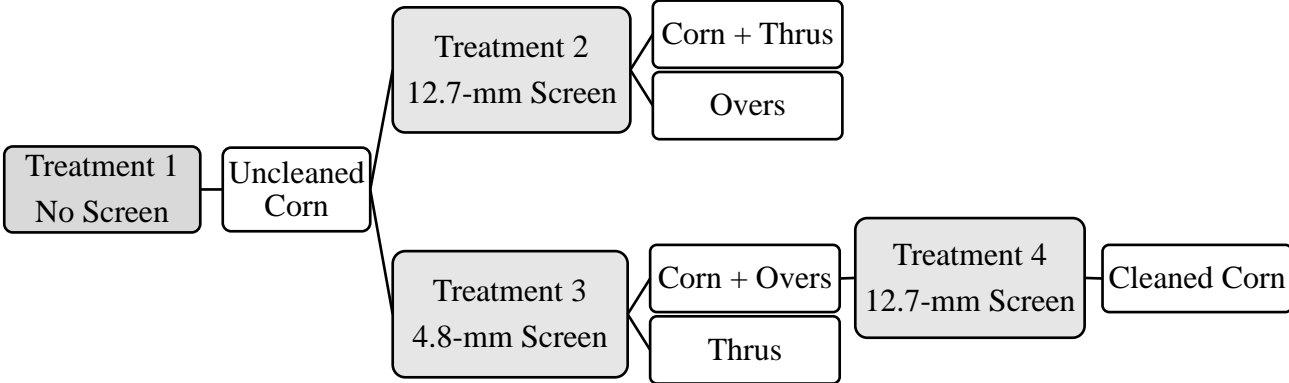 Treatment 1
No Screen
Uncleaned
Corn
Treatment 2
12.7-mm Screen
Corn + Thrus
Overs
Treatment 3
4.8-mm Screen
Corn + Overs
Thrus
Treatment 4
12.7-mm Screen
Cleaned Corn